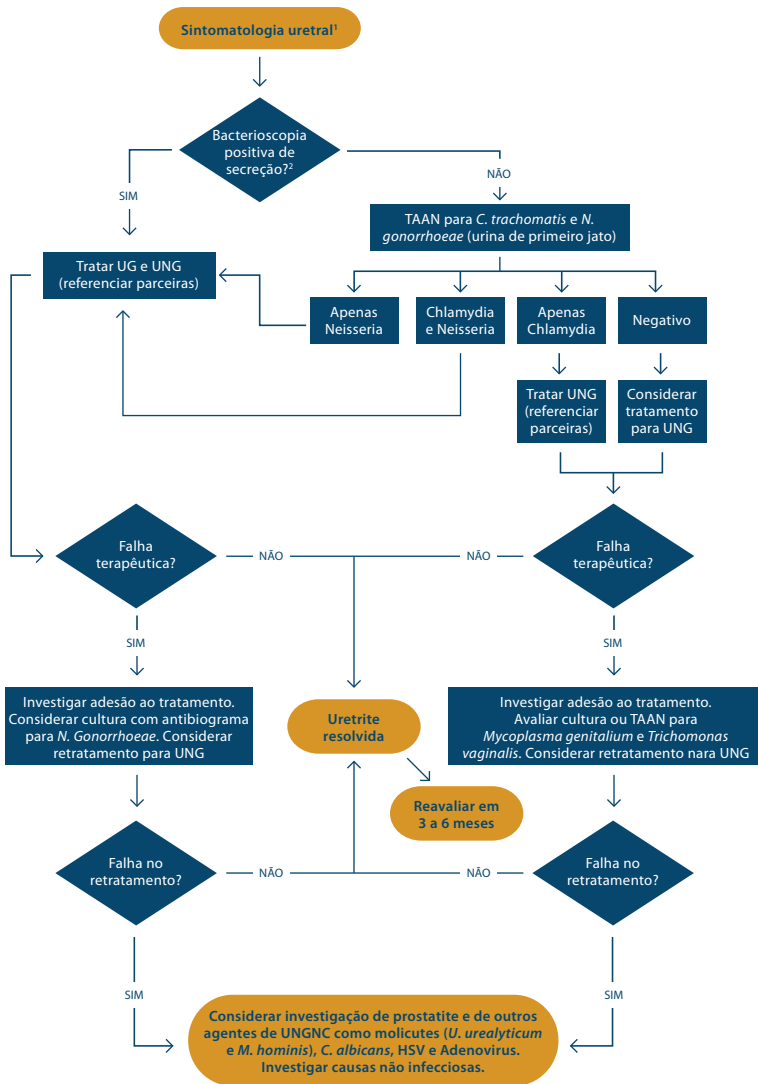 Sintomatologia uretral¹
Bacterioscopia
positiva de
secreção?²
SIM
NÃO
TAAN para C. trachomatis e N.
gonorrhoeae (urina de primeiro jato)
Tratar UG e UNG
(referenciar parceiras)
Apenas
Neisseria
Chlamydia
e Neisseria
Apenas
Chlamydia
Negativo
Tratar UNG
(referenciar
parceiras)
Considerar
tratamento
para UNG
Falha
terapêutica?
NÃO
NÃO
Falha
terapêutica?
SIM
SIM
Investigar adesão ao tratamento.
Considerar cultura com antibiograma
para N. Gonorrhoeae. Considerar
retratamento para UNG
Uretrite
resolvida
Investigar adesão ao tratamento.
Avaliar cultura ou TAAN para
Mycoplasma genitalium e Trichomonas
vaginalis. Considerar retratamento nara UNG
Reavaliar em
3 a 6 meses
Falha no
retratamento?
NÃO
NÃO
Falha no
retratamento?
SIM
SIM
Considerar investigação de prostatite e de outros
agentes de UNGNC como molicutes (U. urealyticum
e M. hominis), C. albicans, HSV e Adenovirus.
Investigar causas não infecciosas.